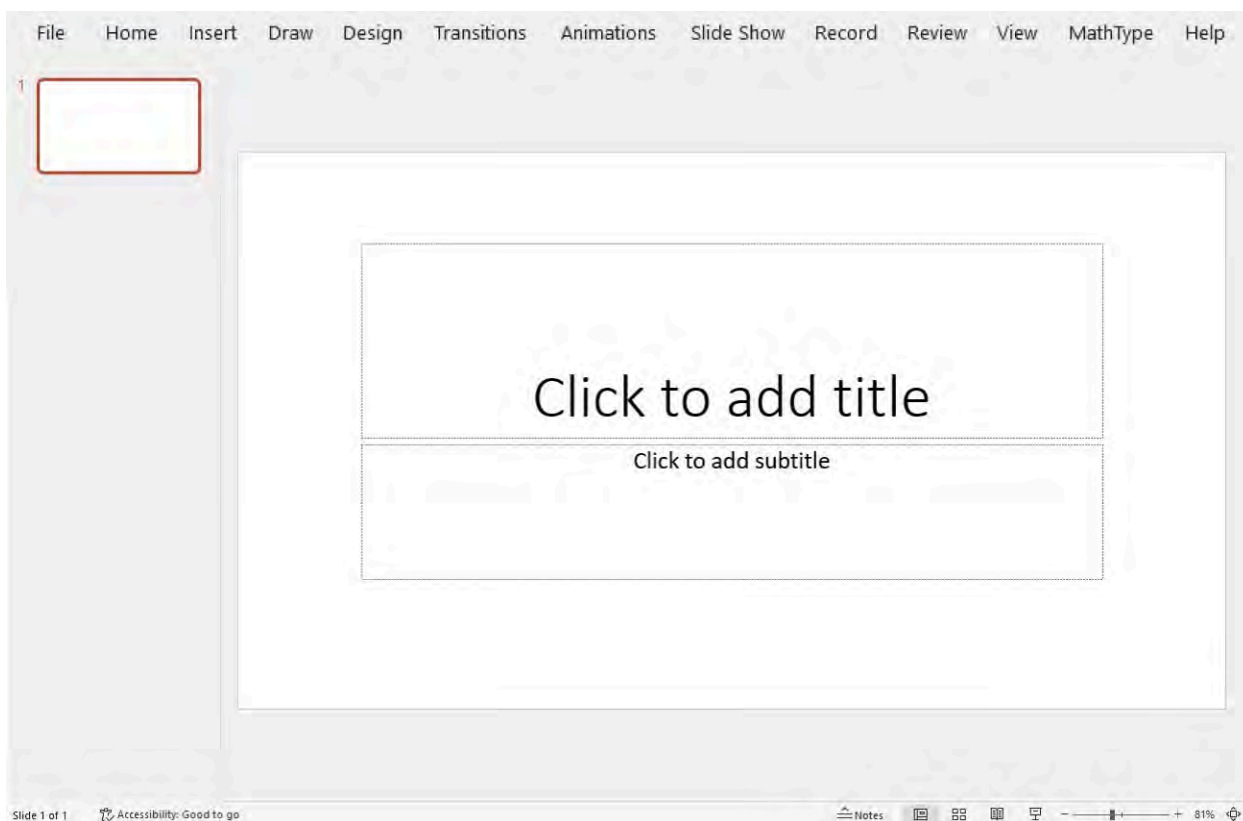 File Home Insert Draw Design Transitions Animations Slide Show Record Review View MathType Help
1
Click to add title
Click to add subtitle
Slide 1 of 1 Accessibility: Good to go Notes 81%